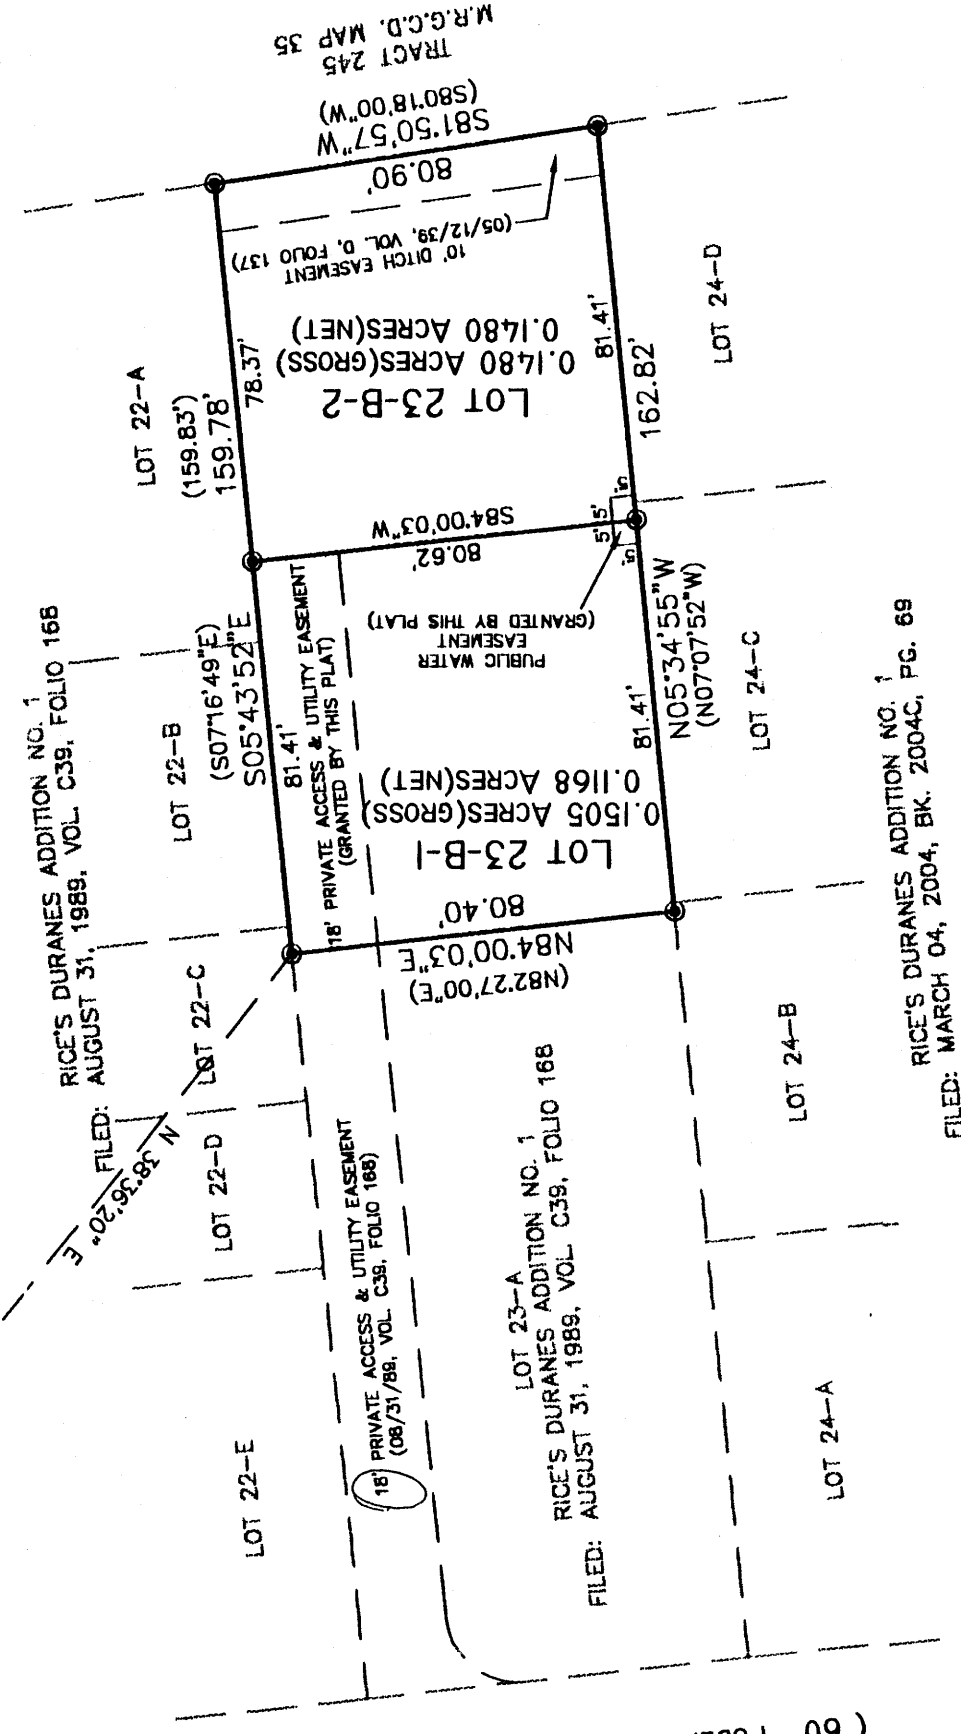 M.R.G.C.D. MAP 35
TRACT 245
(S80°18'00"W)
S81°50'57"W
80.90'
10' DITCH EASEMENT
(05/12/39, VOL. D, FOLIO 137)
LOT 23-B-2
0.1480 ACRES(GROSS)
0.1480 ACRES(NET)
LOT 22-A
(159.83')
159.78'
78.37'
81.41'
162.82'
LOT 24-D
S84°00'03"W
80.62'
5'
5'
5'
5'
PUBLIC WATER
EASEMENT
(GRANTED BY THIS PLAT)
RICE'S DURANES ADDITION NO. 1
FILED: AUGUST 31, 1989, VOL. C39, FOLIO 168
LOT 22-B
(S07°16'49"E)
S05°43'52"E
81.41'
18' PRIVATE ACCESS & UTILITY EASEMENT
(GRANTED BY THIS PLAT)
LOT 23-B-1
0.1505 ACRES(GROSS)
0.1168 ACRES(NET)
81.41'
N05°34'55"W
(N07°07'52"W)
LOT 24-C
RICE'S DURANES ADDITION NO. 1
FILED: MARCH 04, 2004, BK. 2004C, PG. 69
80.40'
N84°00'03"E
(N82°27'00"E)
LOT 22-C
N 38°36'20" E
LOT 22-D
LOT 24-B
18' PRIVATE ACCESS & UTILITY EASEMENT
(08/31/89, VOL. C39, FOLIO 168)
LOT 23-A
RICE'S DURANES ADDITION NO. 1
FILED: AUGUST 31, 1989, VOL. C39, FOLIO 168
LOT 22-E
LOT 24-A
( 60'